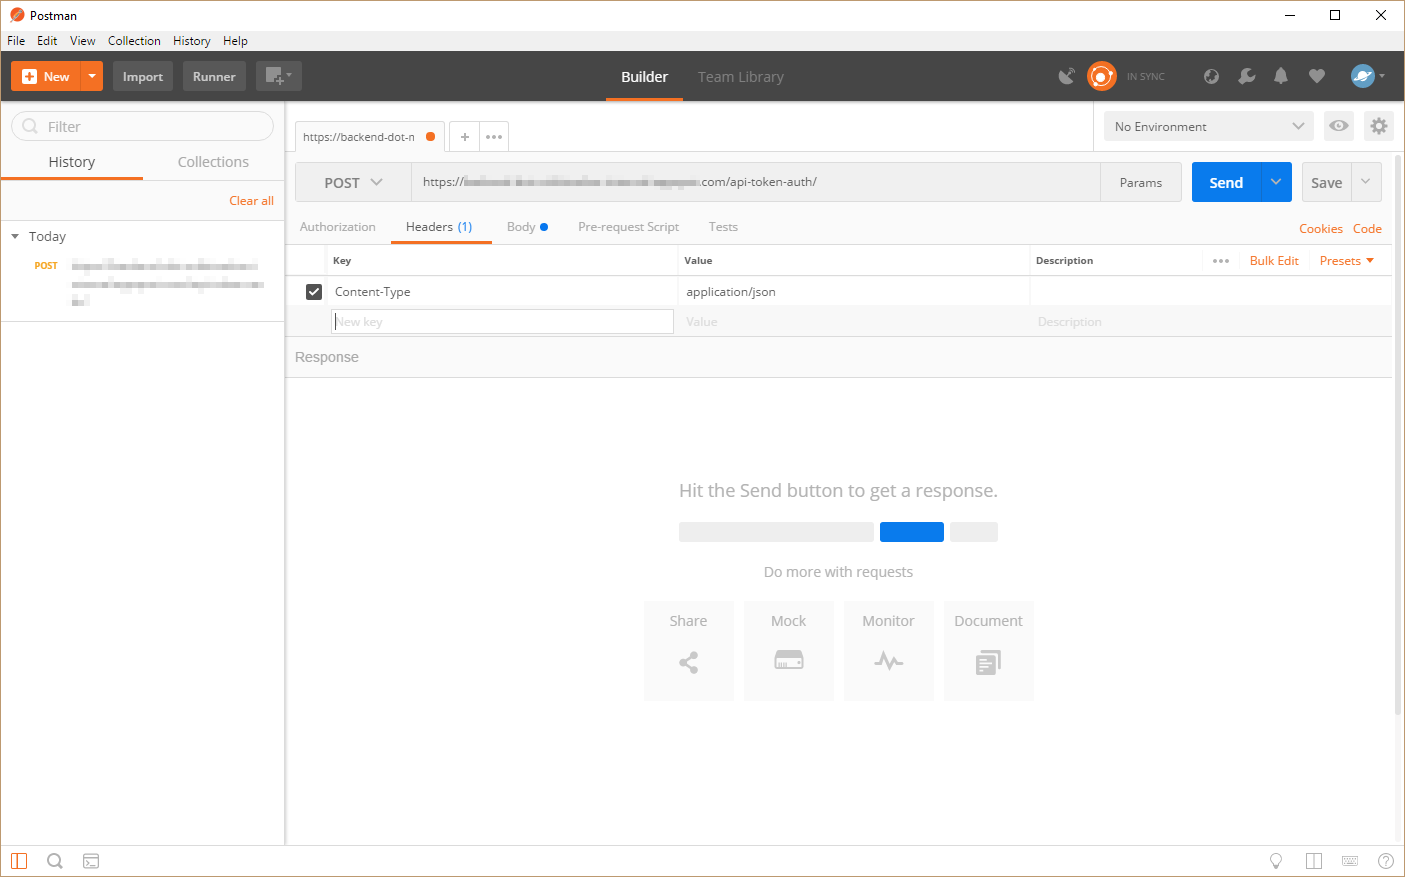 Postman
File Edit View Collection History Help
New Import Runner Builder Team Library IN SYNC
Filter
History Collections
Clear all
Today
POST
https://backend-dot-n + •••
No Environment
POST https:// .com/api-token-auth/ Params Send Save
Authorization Headers (1) Body Pre-request Script Tests Cookies Code
Key Value Description ••• Bulk Edit Presets
Content-Type application/json
New key Value Description
Response
Hit the Send button to get a response.
Do more with requests
Share Mock Monitor Document